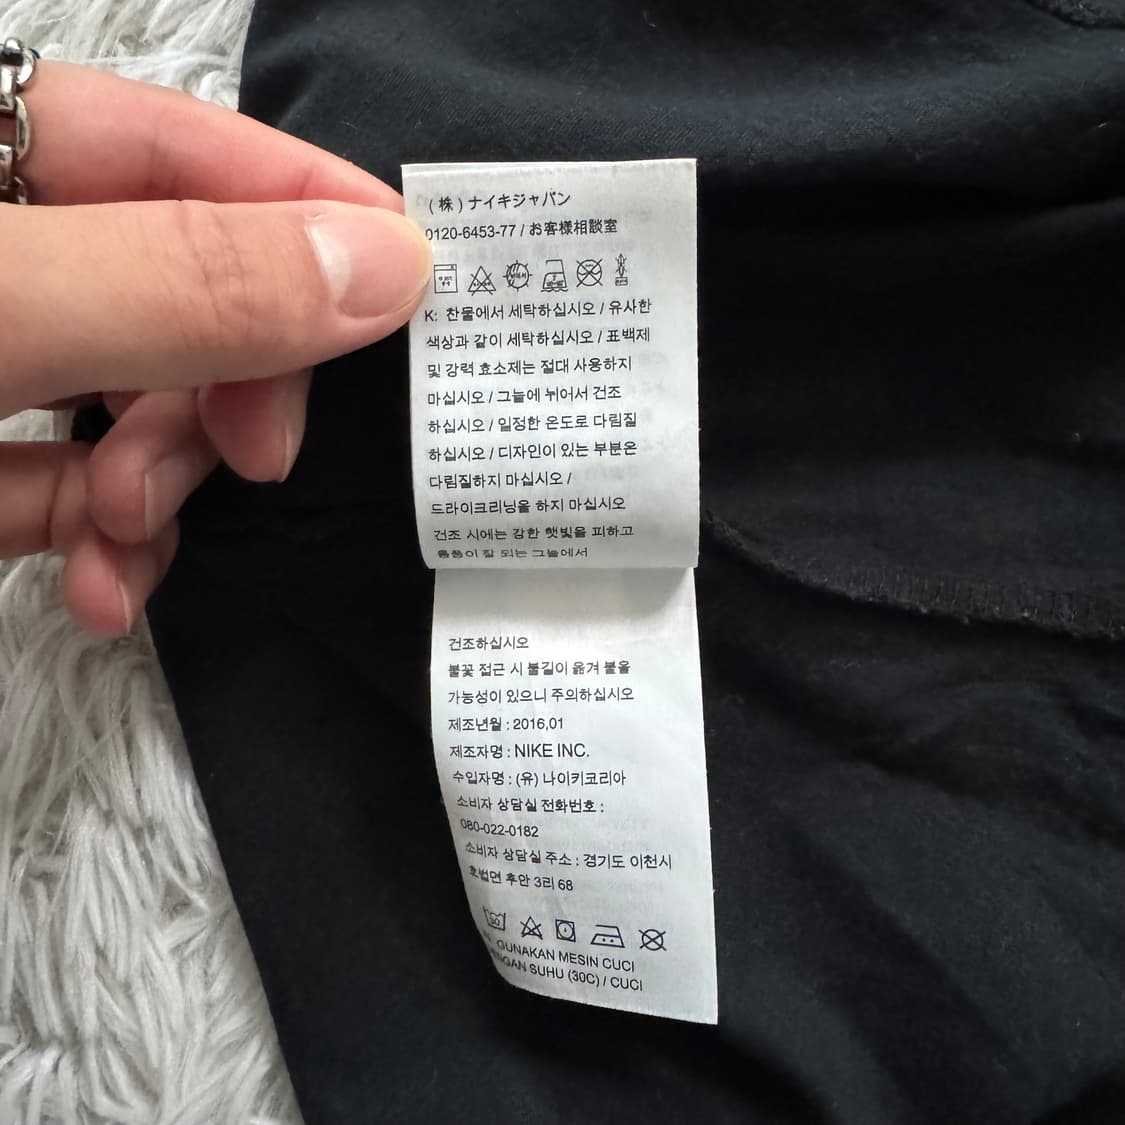 (株)ナイキジャパン
0120-6453-77 / お客様相談室
K: 찬물에서 세탁하십시오 / 유사한
색상과 같이 세탁하십시오 / 표백제
및 강력 효소제는 절대 사용하지
마십시오 / 그늘에 뉘어서 건조
하십시오 / 일정한 온도로 다림질
하십시오 / 디자인이 있는 부분은
다림질하지 마십시오 /
드라이크리닝을 하지 마십시오
건조 시에는 강한 햇빛을 피하고
통풍이 잘 되는 그늘에서
건조하십시오
불꽃 접근 시 불길이 옮겨 붙을
가능성이 있으니 주의하십시오
제조년월 : 2016,01
제조자명 : NIKE INC.
수입자명 : (유) 나이키코리아
소비자 상담실 전화번호 :
080-022-0182
소비자 상담실 주소 : 경기도 이천시
호법면 후안 3리 68
30
GUNAKAN MESIN CUCI
SUHU (30C) / CUCI